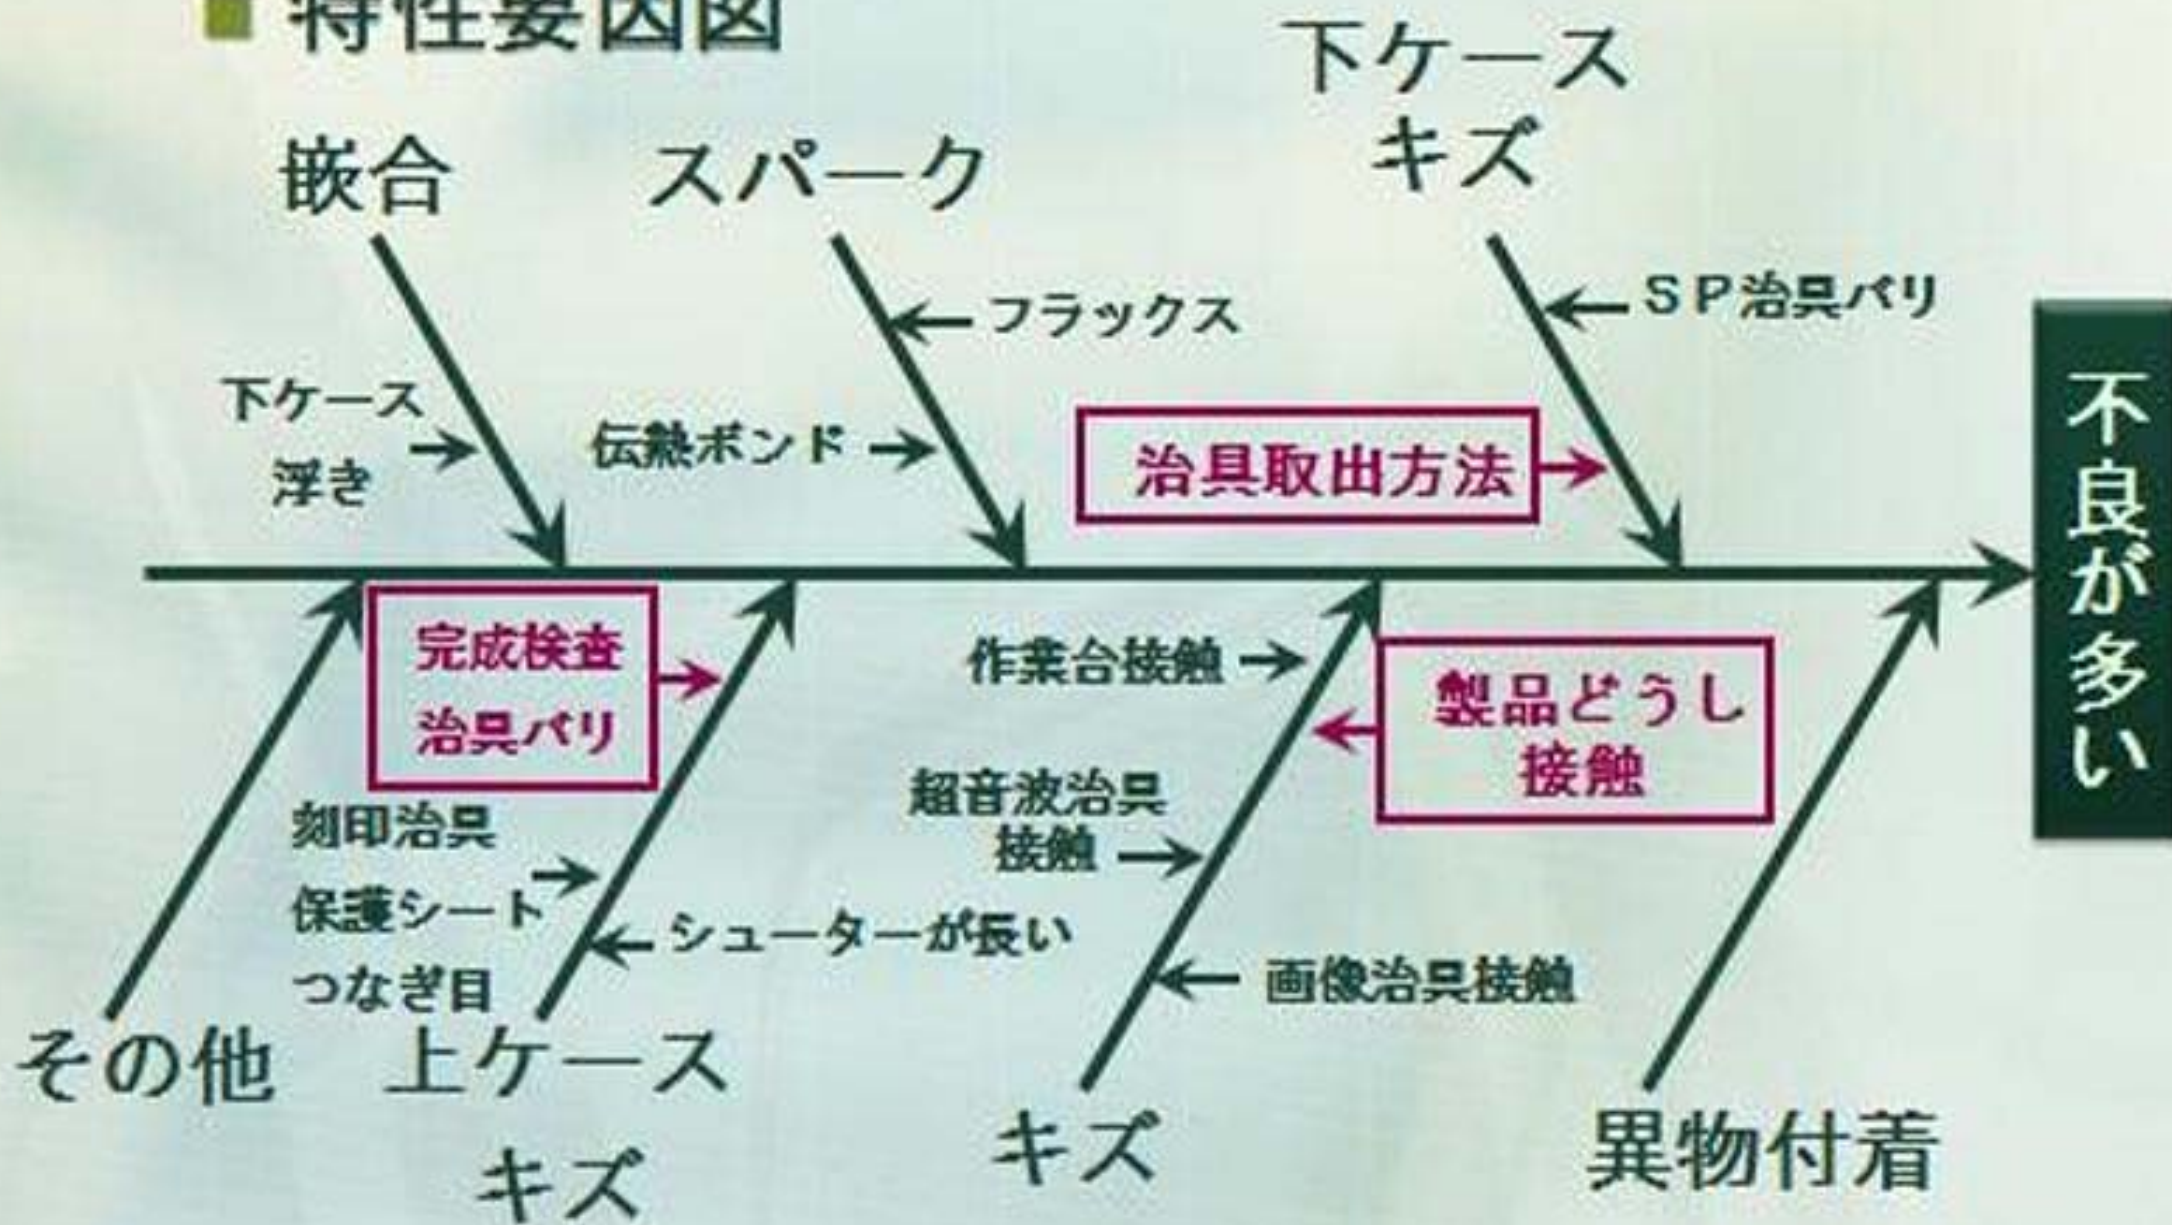 特性要因図
嵌合
スパーク
下ケース
キズ
フラックス
SP治具バリ
下ケース
浮き
伝熱ボンド
治具取出方法
不良が多い
完成検査
治具バリ
作業台接触
製品どうし
接触
刻印治具
保護シート
つなぎ目
シューターが長い
超音波治具
接触
画像治具接触
その他
上ケース
キズ
キズ
異物付着